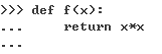 >>> def f(x):
...     return x*x
...